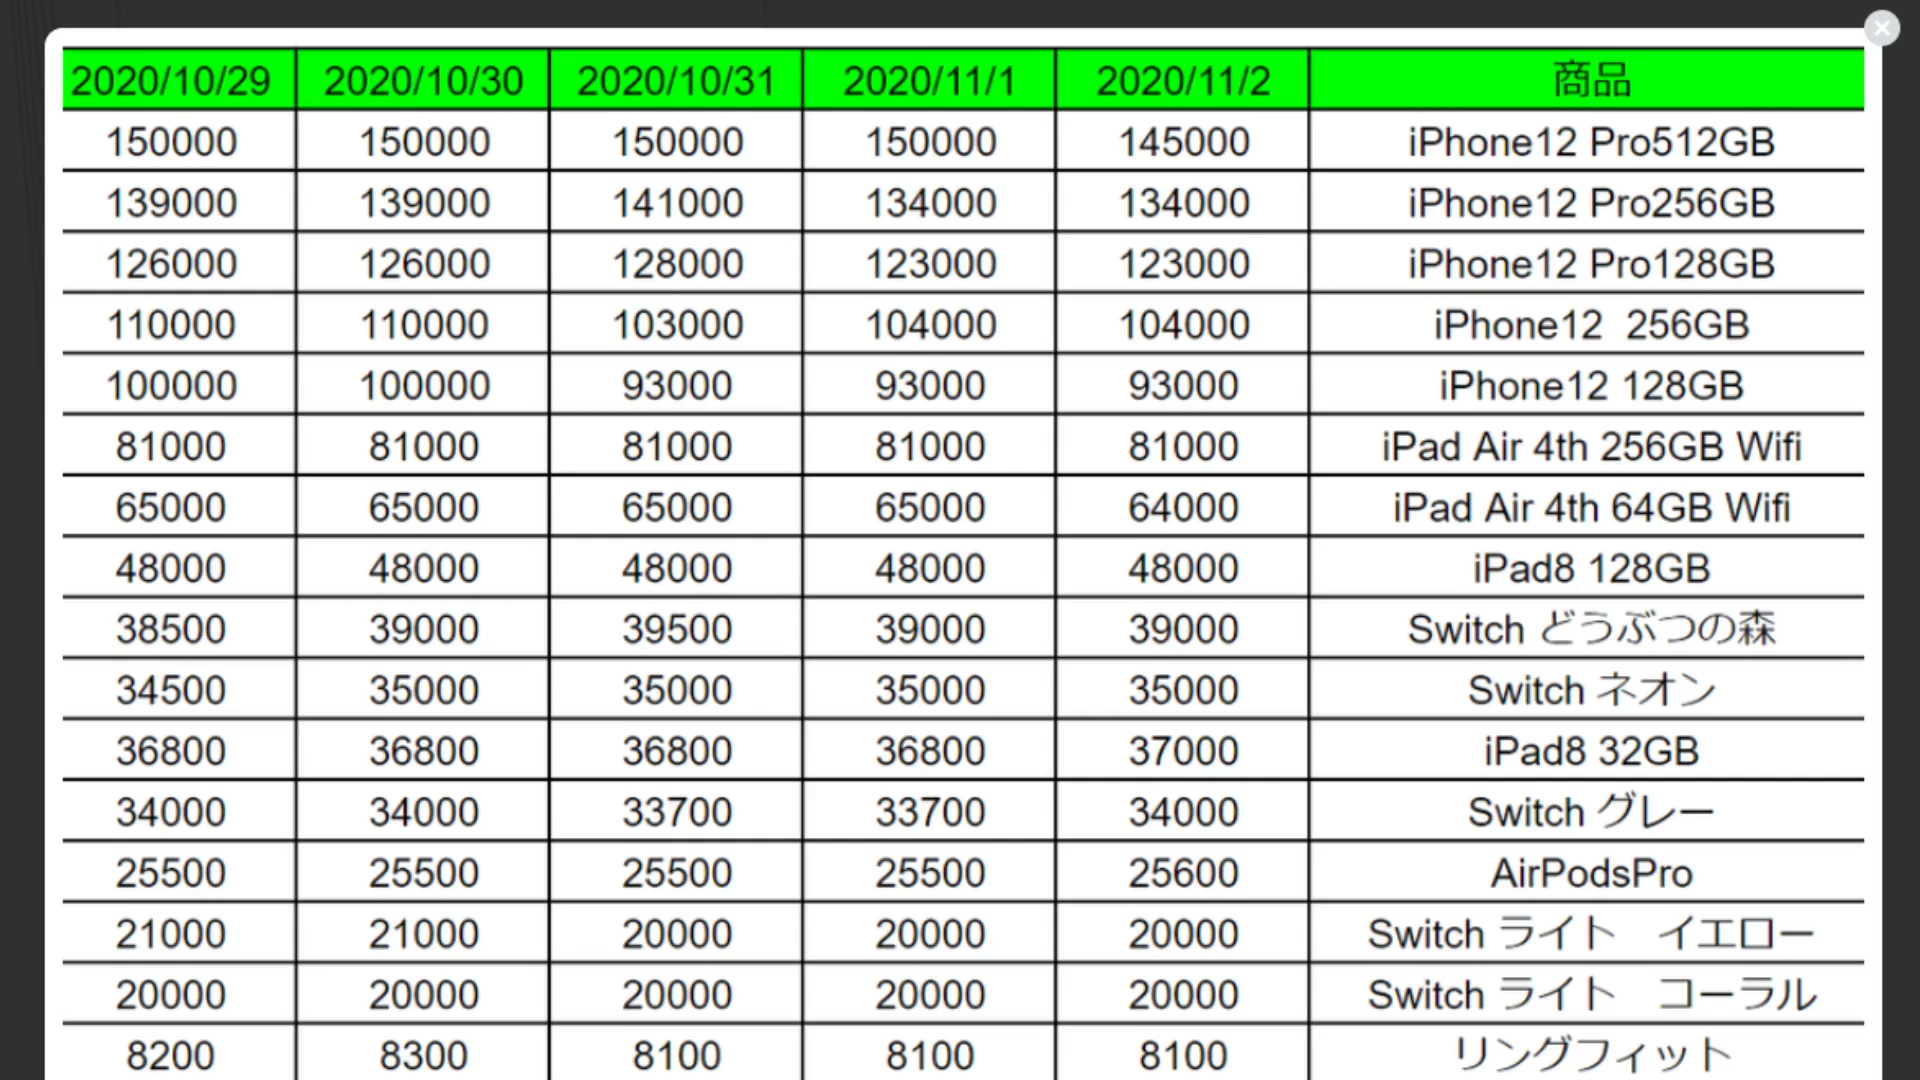 2020/10/29 2020/10/30 2020/10/31 2020/11/1 2020/11/2 商品
150000 150000 150000 150000 145000 iPhone12 Pro512GB
139000 139000 141000 134000 134000 iPhone12 Pro256GB
126000 126000 128000 123000 123000 iPhone12 Pro128GB
110000 110000 103000 104000 104000 iPhone12  256GB
100000 100000 93000 93000 93000 iPhone12 128GB
81000 81000 81000 81000 81000 iPad Air 4th 256GB Wifi
65000 65000 65000 65000 64000 iPad Air 4th 64GB Wifi
48000 48000 48000 48000 48000 iPad8 128GB
38500 39000 39500 39000 39000 Switch どうぶつの森
34500 35000 35000 35000 35000 Switch ネオン
36800 36800 36800 36800 37000 iPad8 32GB
34000 34000 33700 33700 34000 Switch グレー
25500 25500 25500 25500 25600 AirPodsPro
21000 21000 20000 20000 20000 Switch ライト　イエロー
20000 20000 20000 20000 20000 Switch ライト　コーラル
8200 8300 8100 8100 8100 リングフィット